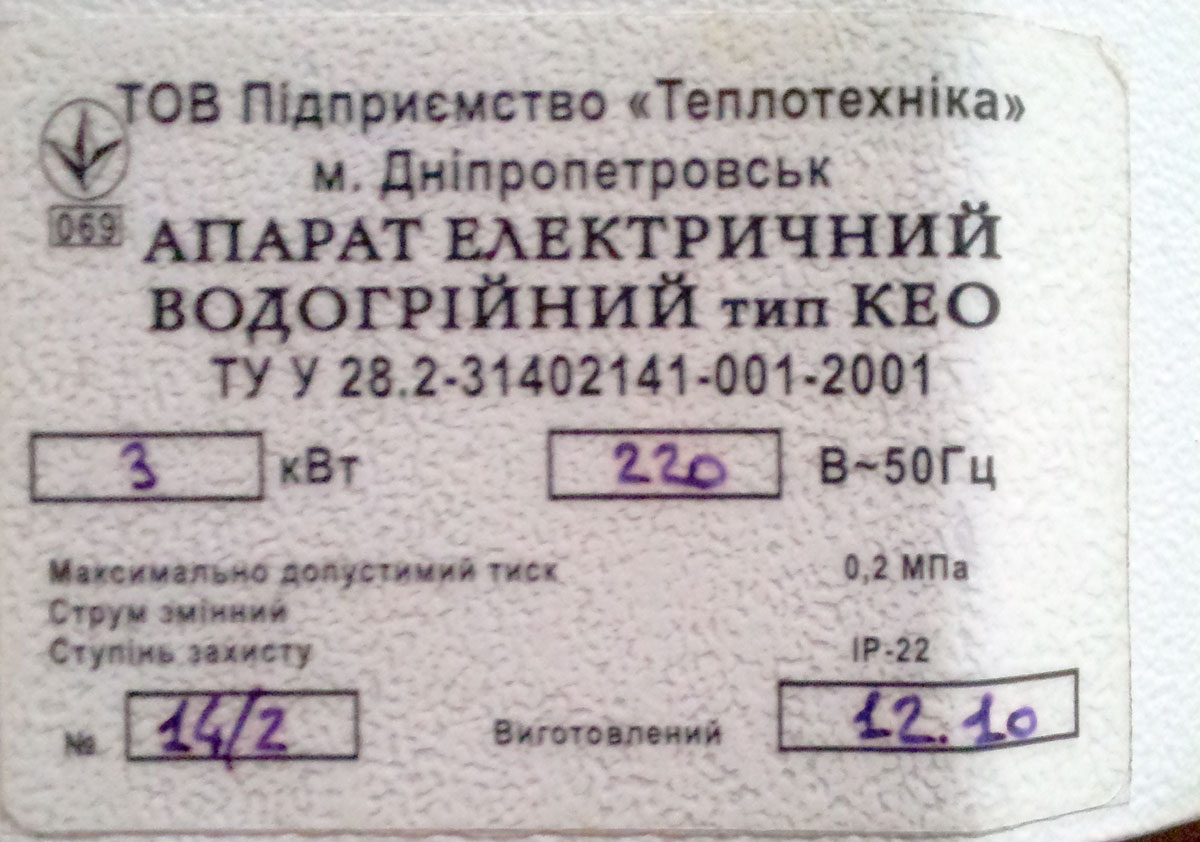 ТОВ Підприємство «Теплотехніка»
м. Дніпропетровськ
069
АПАРАТ ЕЛЕКТРИЧНИЙ
ВОДОГРІЙНИЙ тип КЕО
ТУ У 28.2-31402141-001-2001
3 кВт 220 В~50Гц
Максимально допустимий тиск 0,2 МПа
Струм змінний
Ступінь захисту ІР-22
№ 14/2 Виготовлений 12.10